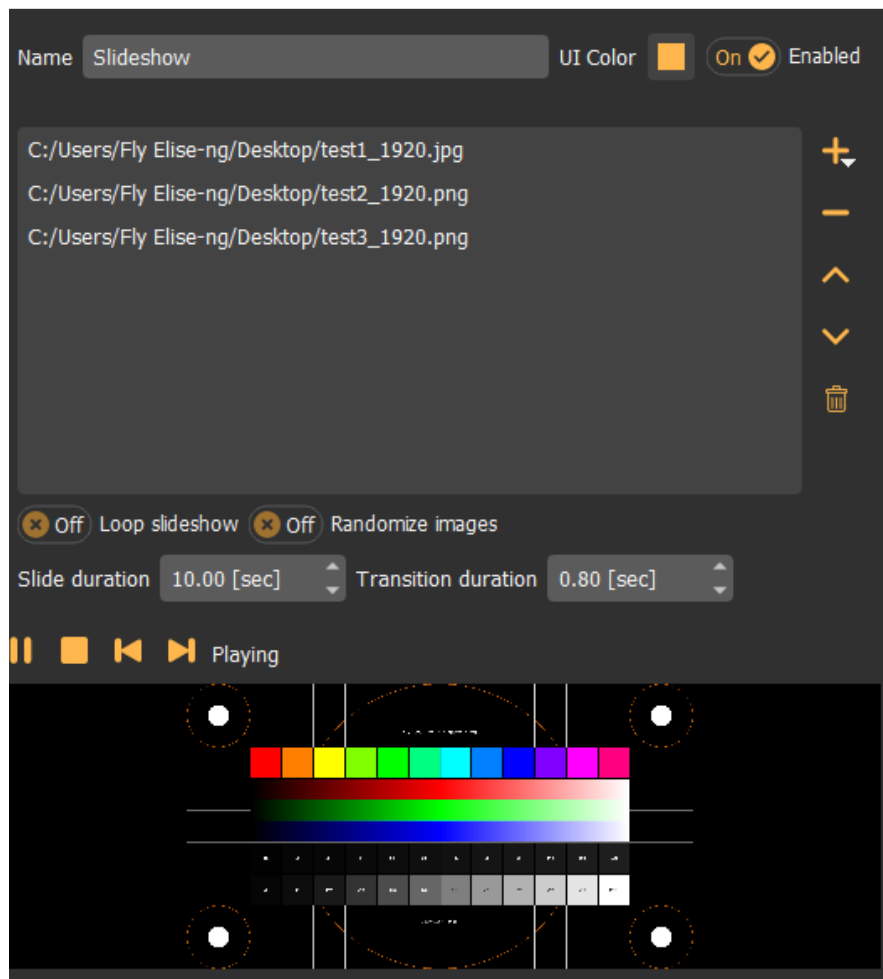 Name Slideshow UI Color On Enabled
C:/Users/Fly Elise-ng/Desktop/test1_1920.jpg
C:/Users/Fly Elise-ng/Desktop/test2_1920.png
C:/Users/Fly Elise-ng/Desktop/test3_1920.png
Off Loop slideshow Off Randomize images
Slide duration 10.00 [sec] Transition duration 0.80 [sec]
Playing